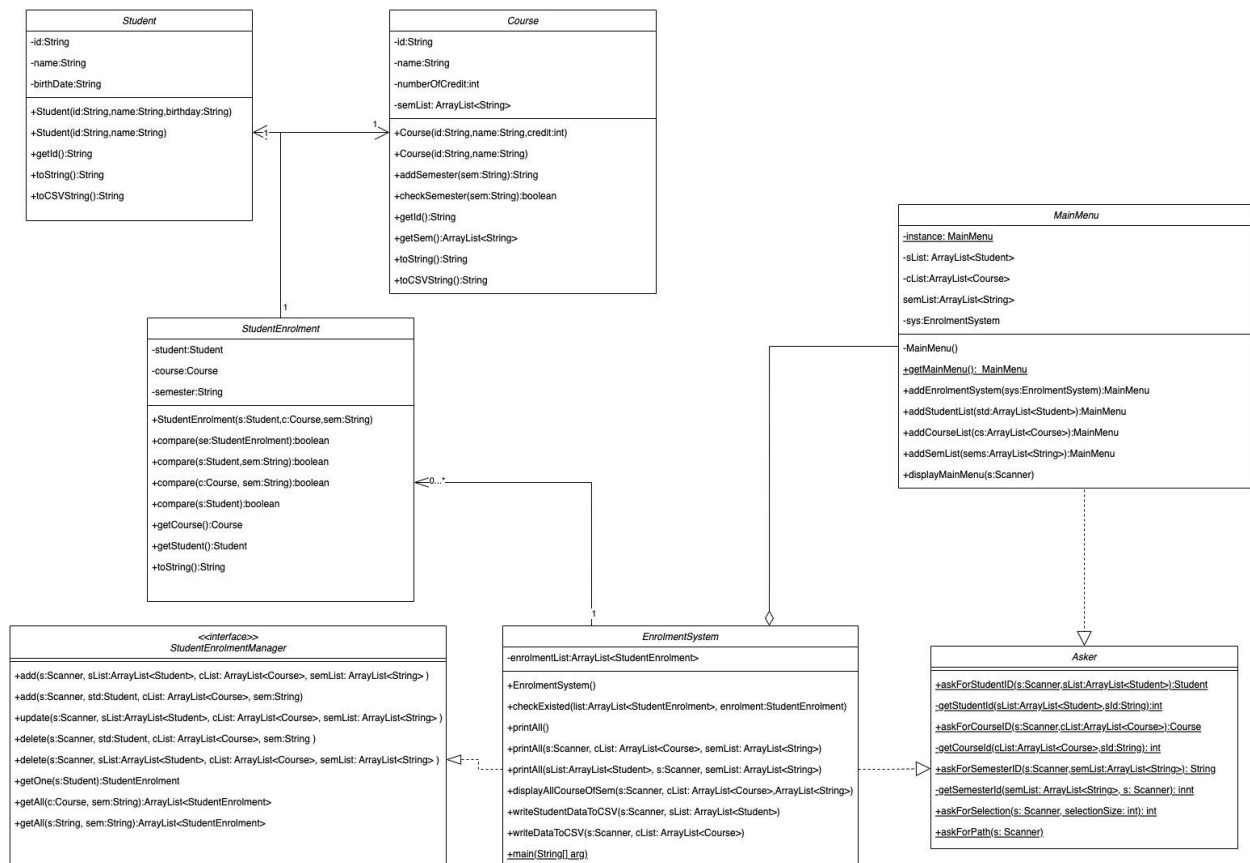 Student
-id:String
-name:String
-birthDate:String
+Student(id:String,name:String,birthday:String)
+Student(id:String,name:String)
+getId():String
+toString():String
+toCSVString():String
1
1
1
Course
-id:String
-name:String
-numberOfCredit:int
-semList: ArrayList<String>
+Course(id:String,name:String,credit:int)
+Course(id:String,name:String)
+addSemester(sem:String):String
+checkSemester(sem:String):boolean
+getId():String
+getSem():ArrayList<String>
+toString():String
+toCSVString():String
MainMenu
-instance: MainMenu
-sList: ArrayList<Student>
-cList:ArrayList<Course>
semList:ArrayList<String>
-sys:EnrolmentSystem
-MainMenu()
+getMainMenu(): MainMenu
+addEnrolmentSystem(sys:EnrolmentSystem):MainMenu
+addStudentList(std:ArrayList<Student>):MainMenu
+addCourseList(cs:ArrayList<Course>):MainMenu
+addSemList(sems:ArrayList<String>):MainMenu
+displayMainMenu(s:Scanner)
StudentEnrolment
-student:Student
-course:Course
-semester:String
+StudentEnrolment(s:Student,c:Course,sem:String)
+compare(se:StudentEnrolment):boolean
+compare(s:Student,sem:String):boolean
+compare(c:Course, sem:String):boolean
+compare(s:Student):boolean
+getCourse():Course
+getStudent():Student
+toString():String
0...*
1
<<interface>>
StudentEnrolmentManager
+add(s:Scanner, sList:ArrayList<Student>, cList: ArrayList<Course>, semList: ArrayList<String> )
+add(s:Scanner, std:Student, cList: ArrayList<Course>, sem:String)
+update(s:Scanner, sList:ArrayList<Student>, cList: ArrayList<Course>, semList: ArrayList<String> )
+delete(s:Scanner, std:Student, cList: ArrayList<Course>, sem:String )
+delete(s:Scanner, sList:ArrayList<Student>, cList: ArrayList<Course>, semList: ArrayList<String> )
+getOne(s:Student):StudentEnrolment
+getAll(c:Course, sem:String):ArrayList<StudentEnrolment>
+getAll(s:String, sem:String):ArrayList<StudentEnrolment>
EnrolmentSystem
-enrolmentList:ArrayList<StudentEnrolment>
+EnrolmentSystem()
+checkExisted(list:ArrayList<StudentEnrolment>, enrolment:StudentEnrolment)
+printAll()
+printAll(s:Scanner, cList: ArrayList<Course>, semList:ArrayList<String>)
+printAll(sList:ArrayList<Student>, s:Scanner, semList:ArrayList<String>)
+displayAllCourseOfSem(s:Scanner, cList: ArrayList<Course>,ArrayList<String>)
+writeStudentDataToCSV(s:Scanner, sList:ArrayList<Student>)
+writeDataToCSV(s:Scanner, cList: ArrayList<Course>)
+main(String[] arg)
Asker
+askForStudentID(s:Scanner,sList:ArrayList<Student>):Student
-getStudentId(sList:ArrayList<Student>,sId:String):int
+askForCourseID(s:Scanner,cList:ArrayList<Course>):Course
-getCourseId(cList:ArrayList<Course>,sId:String): int
+askForSemesterID(s:Scanner,semList:ArrayList<String>): String
-getSemesterId(semList: ArrayList<String>, s: Scanner): innt
+askForSelection(s: Scanner, selectionSize: int): int
+askForPath(s: Scanner)